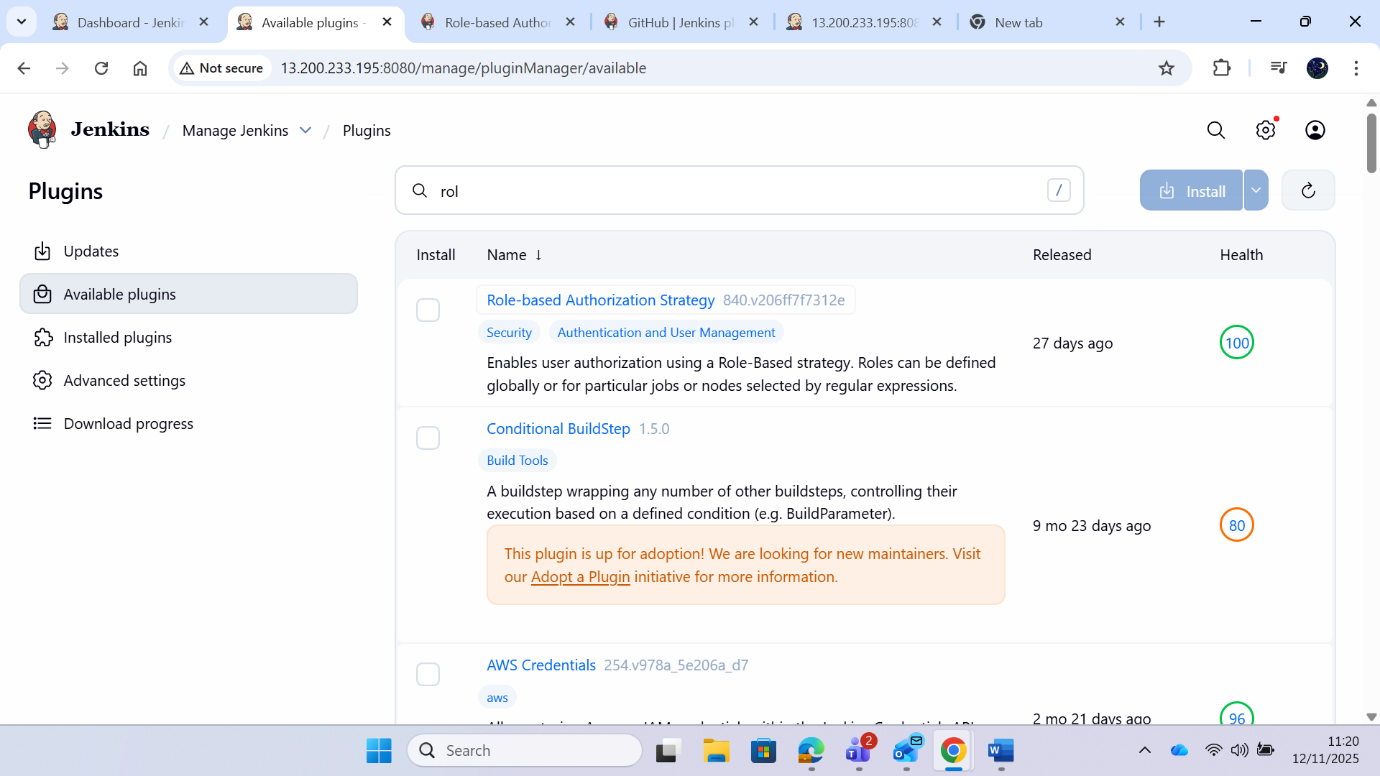 Dashboard - Jenki
Available plugins -
Role-based Author
GitHub | Jenkins pl
13.200.233.195:808
New tab
Not secure
13.200.233.195:8080/manage/pluginManager/available
Jenkins / Manage Jenkins / Plugins
Plugins
rol
/
Install
Updates
Available plugins
Installed plugins
Advanced settings
Download progress
Install Name ↓ Released Health
Role-based Authorization Strategy 840.v206ff7f7312e
Security Authentication and User Management
Enables user authorization using a Role-Based strategy. Roles can be defined
globally or for particular jobs or nodes selected by regular expressions.
27 days ago
100
Conditional BuildStep 1.5.0
Build Tools
A buildstep wrapping any number of other buildsteps, controlling their
execution based on a defined condition (e.g. BuildParameter).
This plugin is up for adoption! We are looking for new maintainers. Visit
our Adopt a Plugin initiative for more information.
9 mo 23 days ago
80
AWS Credentials 254.v978a_5e206a_d7
aws
2 mo 21 days ago
96
Search
2
11:20
12/11/2025